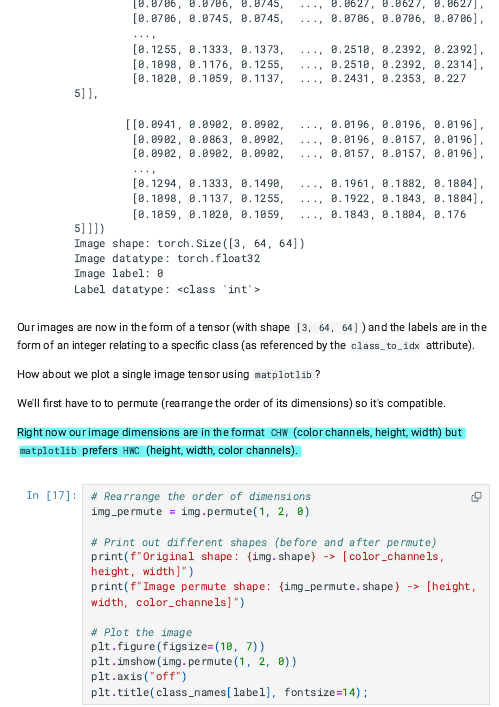 [0.0706, 0.0706, 0.0745,  ..., 0.0627, 0.0627, 0.0627],
[0.0706, 0.0745, 0.0745,  ..., 0.0706, 0.0706, 0.0706],
...,
[0.1255, 0.1333, 0.1373,  ..., 0.2510, 0.2392, 0.2392],
[0.1098, 0.1176, 0.1255,  ..., 0.2510, 0.2392, 0.2314],
[0.1020, 0.1059, 0.1137,  ..., 0.2431, 0.2353, 0.227
5]],
[[0.0941, 0.0902, 0.0902,  ..., 0.0196, 0.0196, 0.0196],
[0.0902, 0.0863, 0.0902,  ..., 0.0196, 0.0157, 0.0196],
[0.0902, 0.0902, 0.0902,  ..., 0.0157, 0.0157, 0.0196],
...,
[0.1294, 0.1333, 0.1490,  ..., 0.1961, 0.1882, 0.1804],
[0.1098, 0.1137, 0.1255,  ..., 0.1922, 0.1843, 0.1804],
[0.1059, 0.1020, 0.1059,  ..., 0.1843, 0.1804, 0.176
5]]])
Image shape: torch.Size([3, 64, 64])
Image datatype: torch.float32
Image label: 0
Label datatype: <class 'int'>
Our images are now in the form of a tensor (with shape [3, 64, 64]) and the labels are in the
form of an integer relating to a specific class (as referenced by the class_to_idx attribute).
How about we plot a single image tensor using matplotlib?
We'll first have to to permute (rearrange the order of its dimensions) so it's compatible.
Right now our image dimensions are in the format CHW (color channels, height, width) but
matplotlib prefers HWC (height, width, color channels).
In [17]: # Rearrange the order of dimensions
img_permute = img.permute(1, 2, 0)
# Print out different shapes (before and after permute)
print(f"Original shape: {img.shape} -> [color_channels,
height, width]")
print(f"Image permute shape: {img_permute.shape} -> [height,
width, color_channels]")
# Plot the image
plt.figure(figsize=(10, 7))
plt.imshow(img.permute(1, 2, 0))
plt.axis("off")
plt.title(class_names[label], fontsize=14);